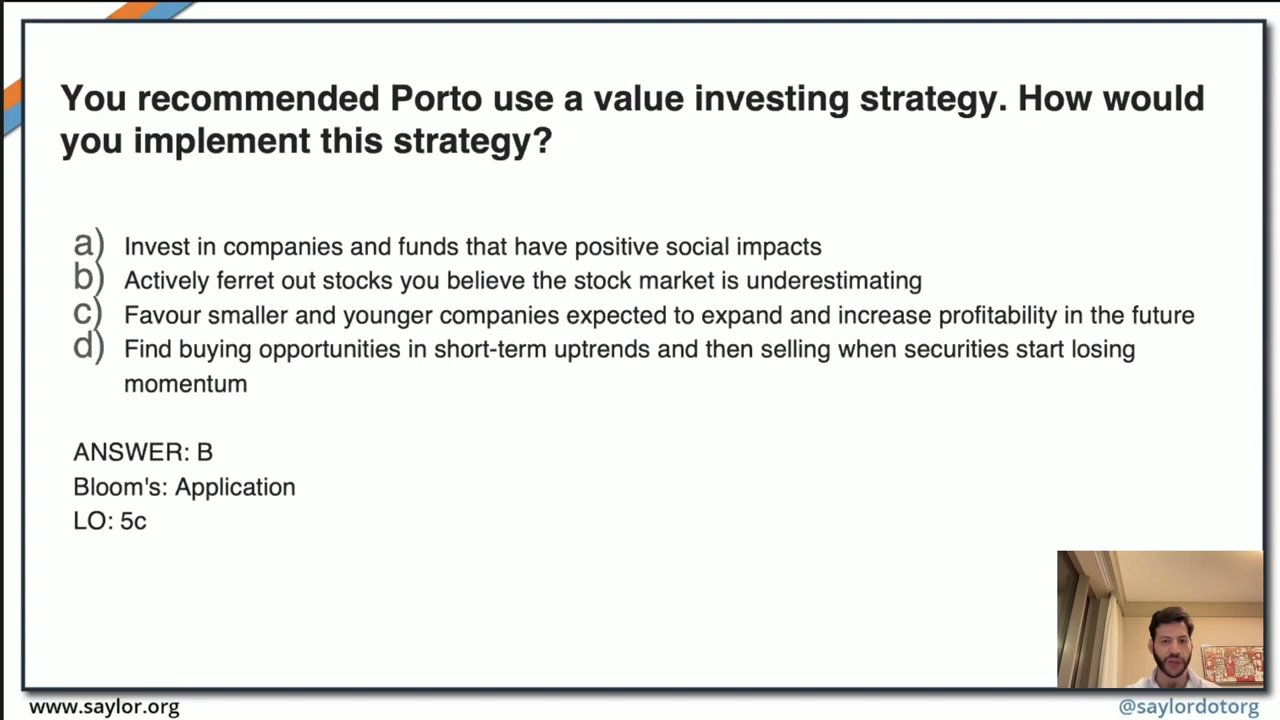 You recommended Porto use a value investing strategy. How would
you implement this strategy?
a) Invest in companies and funds that have positive social impacts
b) Actively ferret out stocks you believe the stock market is underestimating
c) Favour smaller and younger companies expected to expand and increase profitability in the future
d) Find buying opportunities in short-term uptrends and then selling when securities start losing
momentum
ANSWER: B
Bloom's: Application
LO: 5c
www.saylor.org
@saylordotorg